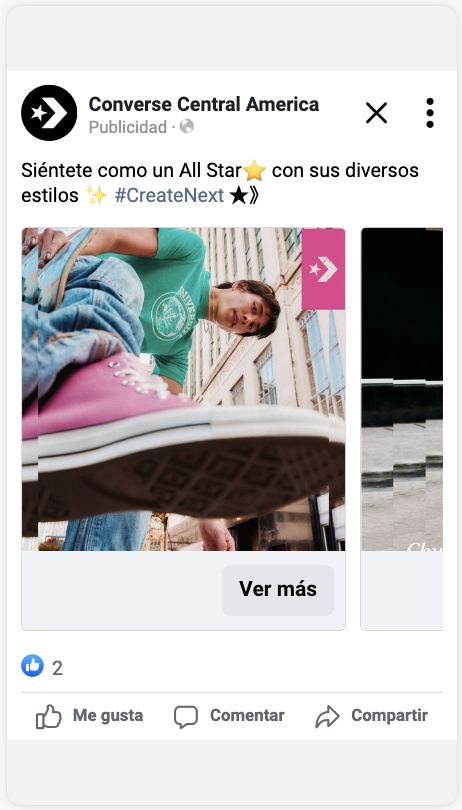 Converse Central America
Publicidad ·
Siéntete como un All Star⭐ con sus diversos
estilos ✨ #CreateNext ★》
Ver más
2
Me gusta
Comentar
Compartir